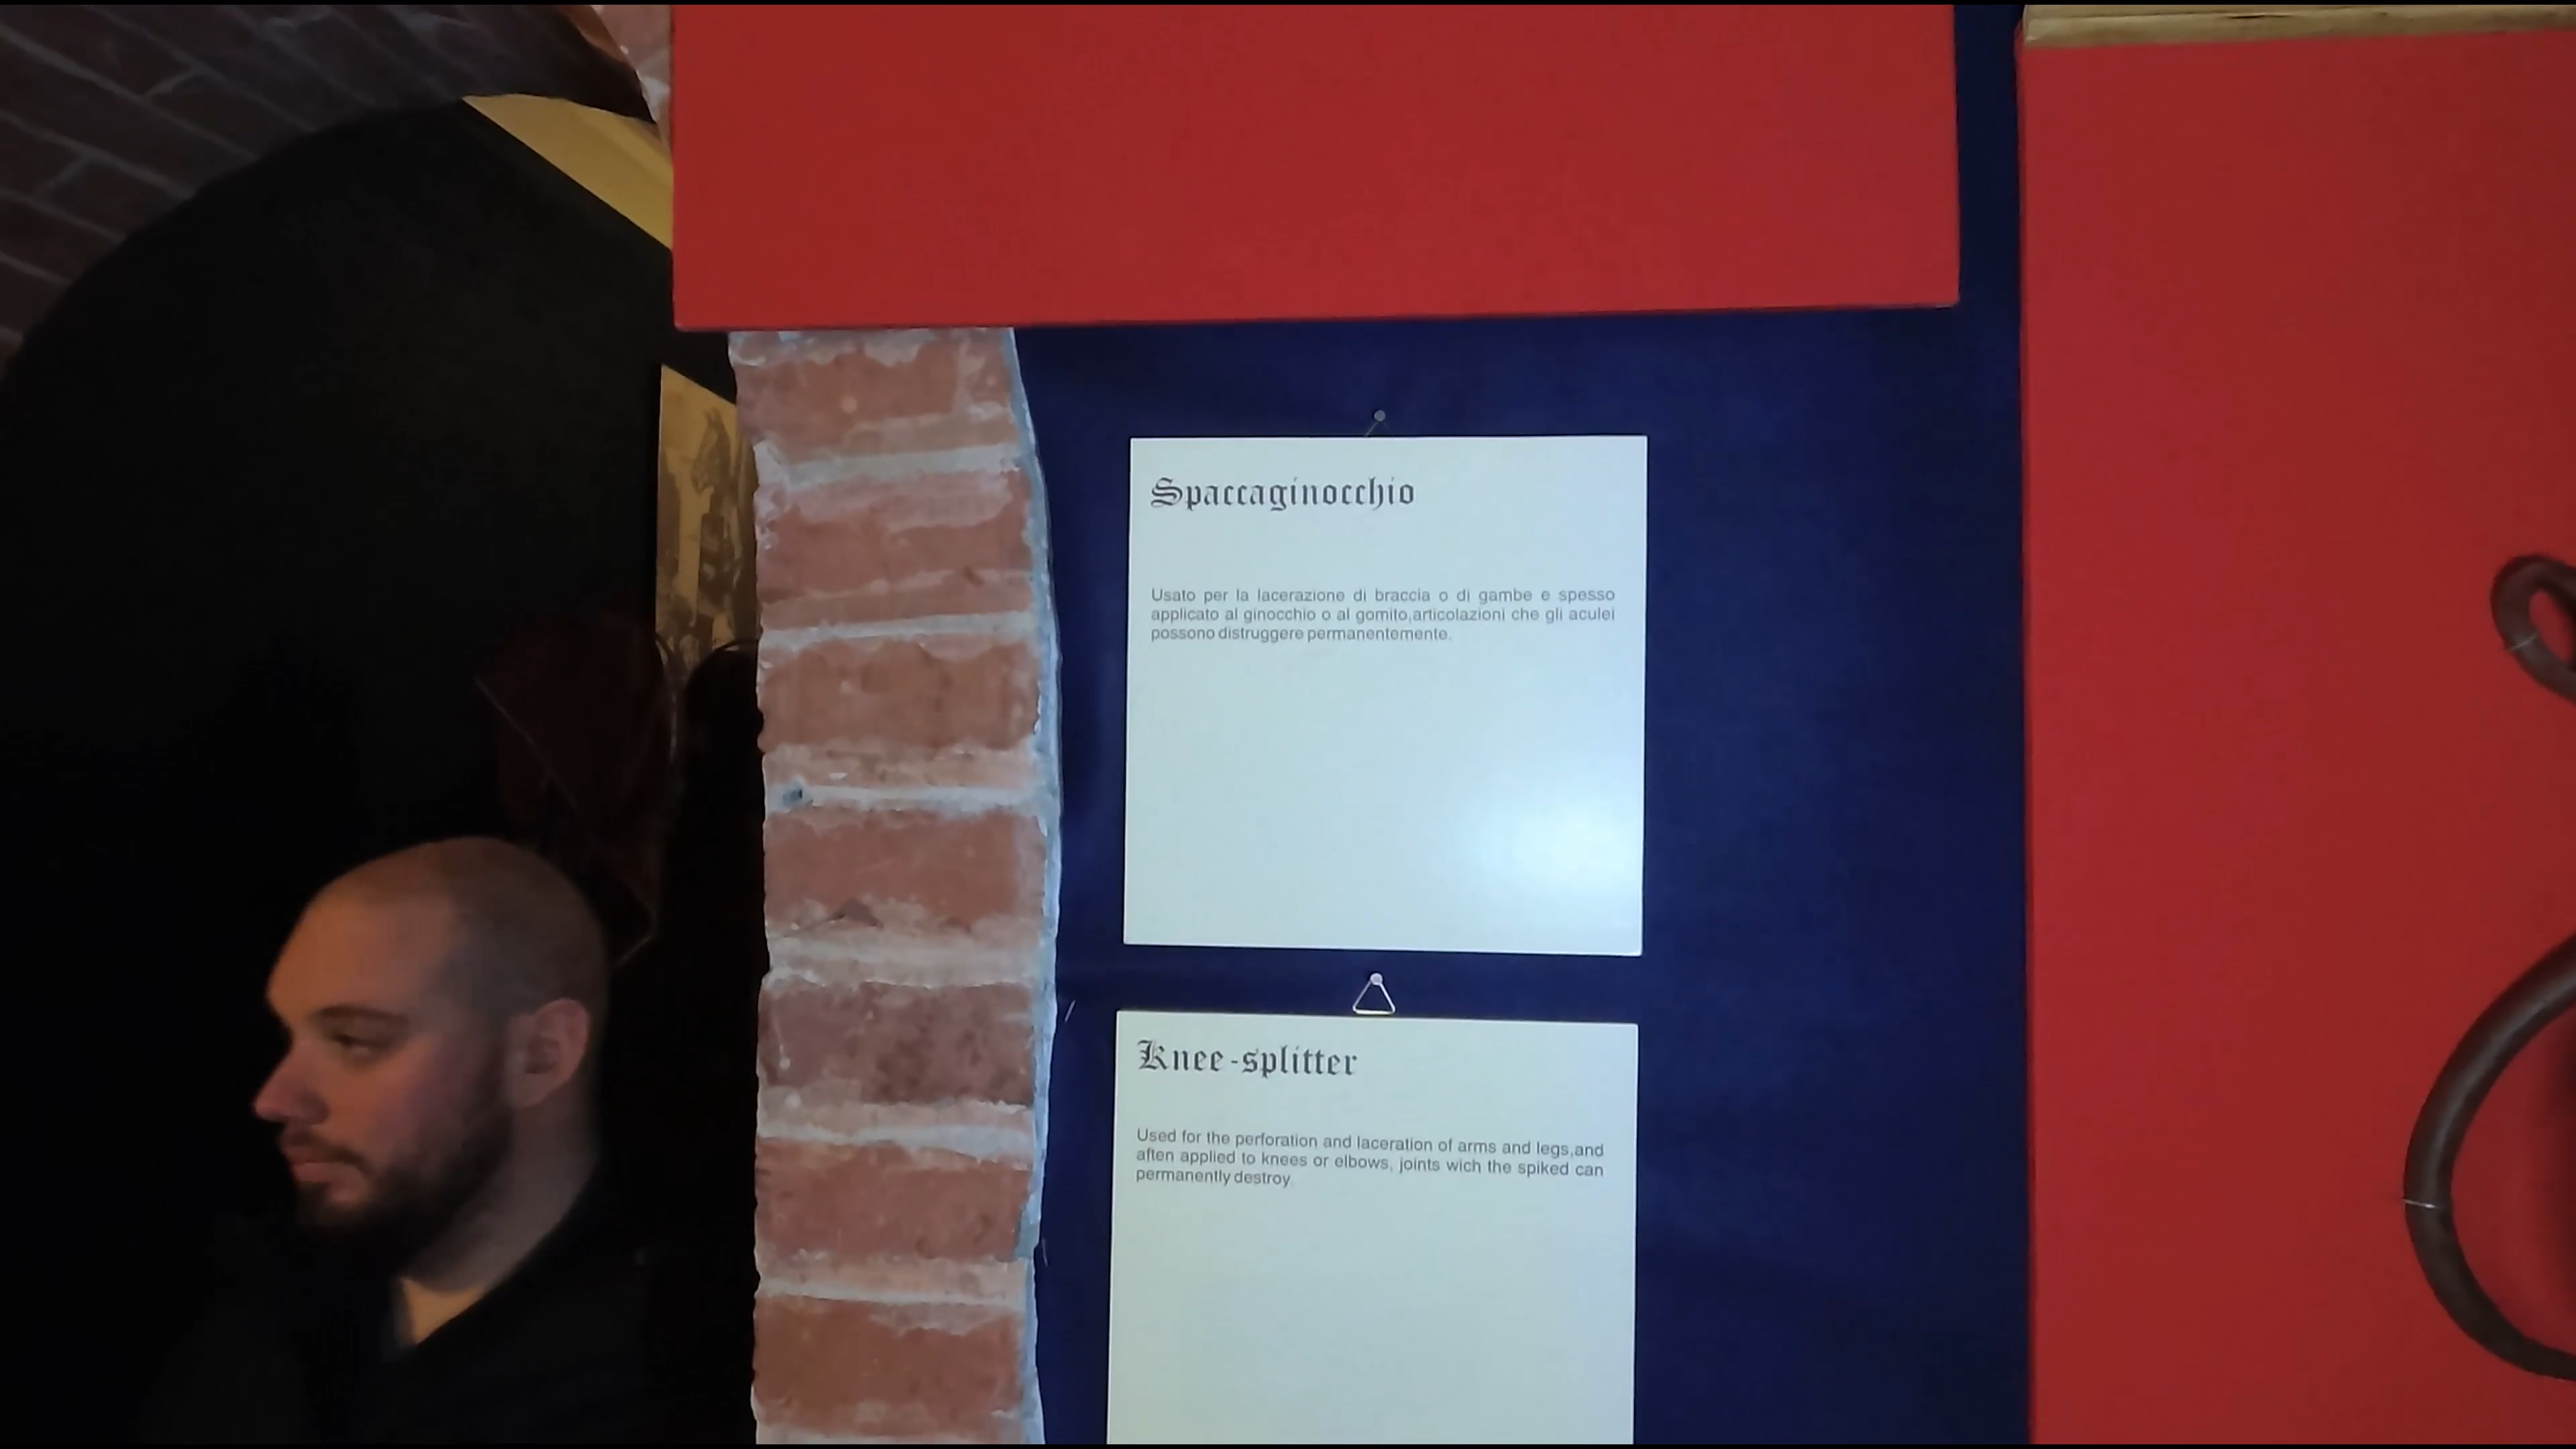 Spaccaginocchio
Usato per la lacerazione di braccia o di gambe e spesso
applicato al ginocchio o al gomito,articolazioni che gli aculei
possono distruggere permanentemente.
Knee-splitter
Used for the perforation and laceration of arms and legs,and
aften applied to knees or elbows, joints wich the spiked can
permanently destroy.